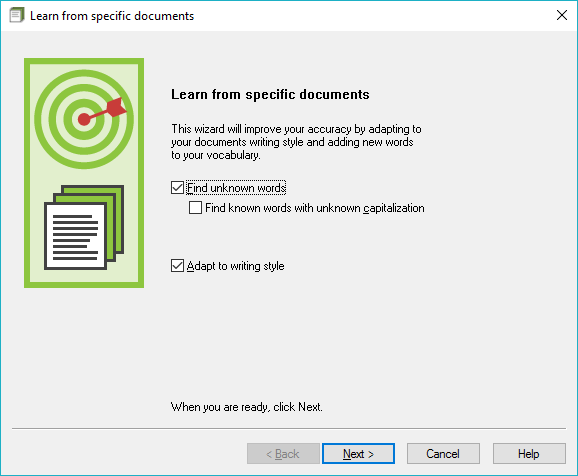 Learn from specific documents
Learn from specific documents
This wizard will improve your accuracy by adapting to
your documents writing style and adding new words
to your vocabulary.
Find unknown words
Find known words with unknown capitalization
Adapt to writing style
When you are ready, click Next.
< Back Next > Cancel Help